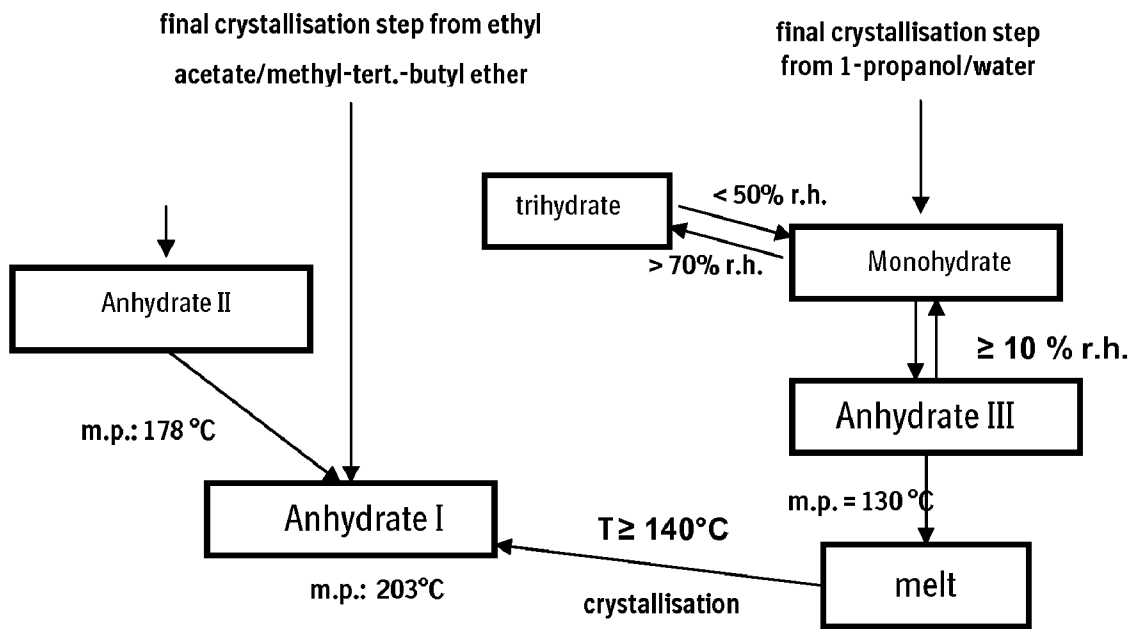 final crystallisation step from ethyl
acetate/methyl-tert.-butyl ether
final crystallisation step
from 1-propanol/water
trihydrate
< 50% r.h.
> 70% r.h.
Monohydrate
Anhydrate II
≥ 10 % r.h.
Anhydrate III
m.p.: 178 °C
Anhydrate I
m.p. = 130 °C
T ≥ 140°C
melt
m.p.: 203°C
crystallisation